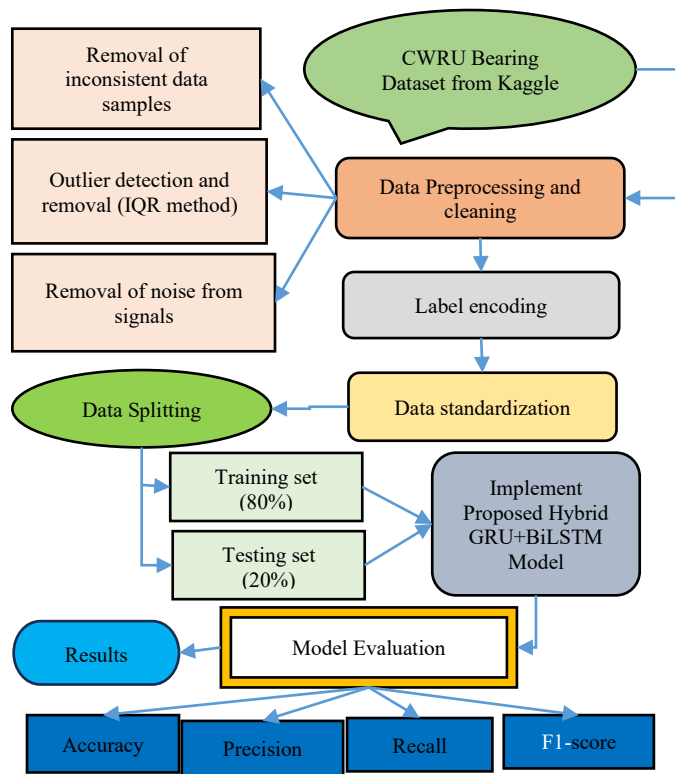 CWRU Bearing
Dataset from Kaggle
Removal of
inconsistent data
samples
Outlier detection and
removal (IQR method)
Removal of noise from
signals
Data Preprocessing and
cleaning
Label encoding
Data standardization
Data Splitting
Training set
(80%)
Testing set
(20%)
Implement
Proposed Hybrid
GRU+BiLSTM
Model
Model Evaluation
Results
Accuracy
Precision
Recall
F1-score